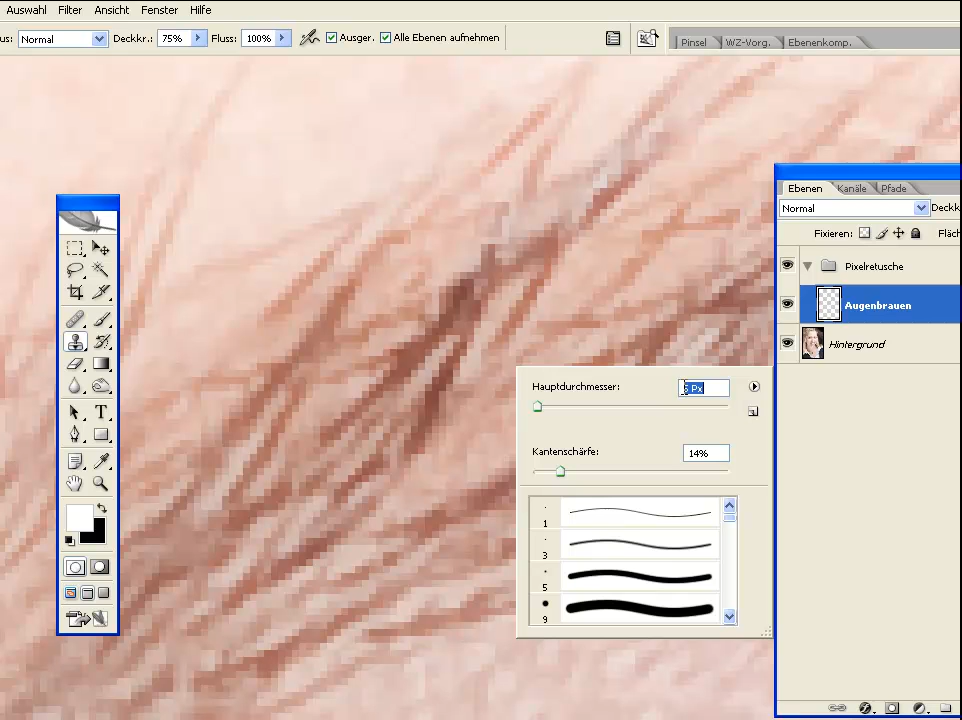 Auswahl Filter Ansicht Fenster Hilfe
us: Normal Deckkr.: 75% Fluss: 100% Ausger. Alle Ebenen aufnehmen
Pinsel WZ-Vorg. Ebenenkomp.
Ebenen Kanäle Pfade
Normal Deckk
Fixieren: Fläch
Pixelretusche
Augenbrauen
Hintergrund
Hauptdurchmesser: Px
Kantenschärfe: 14%
1
3
5
9
T